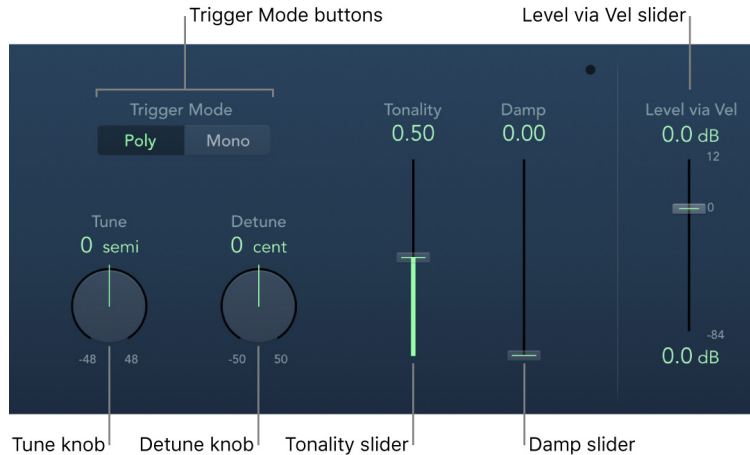 Trigger Mode buttons
Level via Vel slider
Trigger Mode
Poly Mono
Tonality
0.50
Damp
0.00
Level via Vel
0.0 dB
12
0
-84
0.0 dB
Tune
0 semi
-48 48
Detune
0 cent
-50 50
Tune knob
Detune knob
Tonality slider
Damp slider